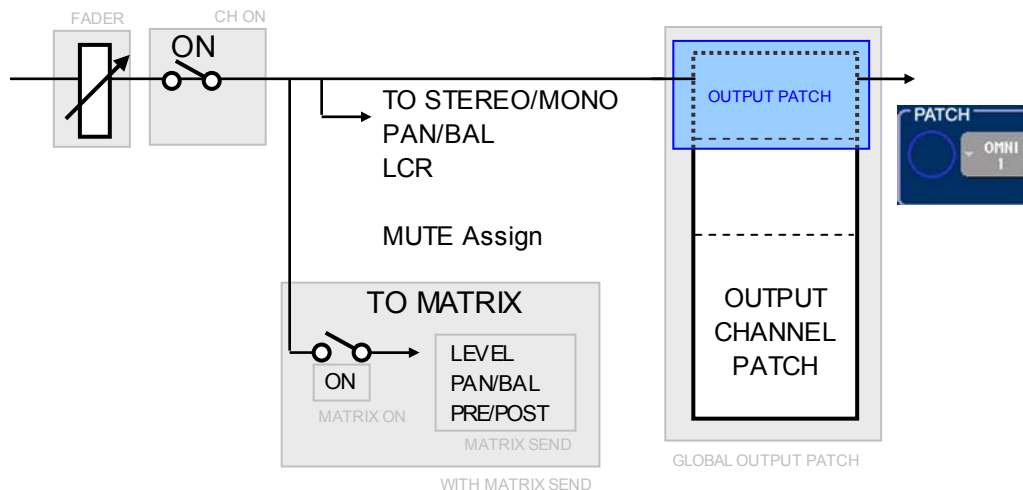 FADER
CH ON
ON
TO STEREO/MONO
PAN/BAL
LCR
MUTE Assign
TO MATRIX
ON
MATRIX ON
LEVEL
PAN/BAL
PRE/POST
MATRIX SEND
WITH MATRIX SEND
OUTPUT PATCH
OUTPUT
CHANNEL
PATCH
GLOBAL OUTPUT PATCH
PATCH
OMNI
1